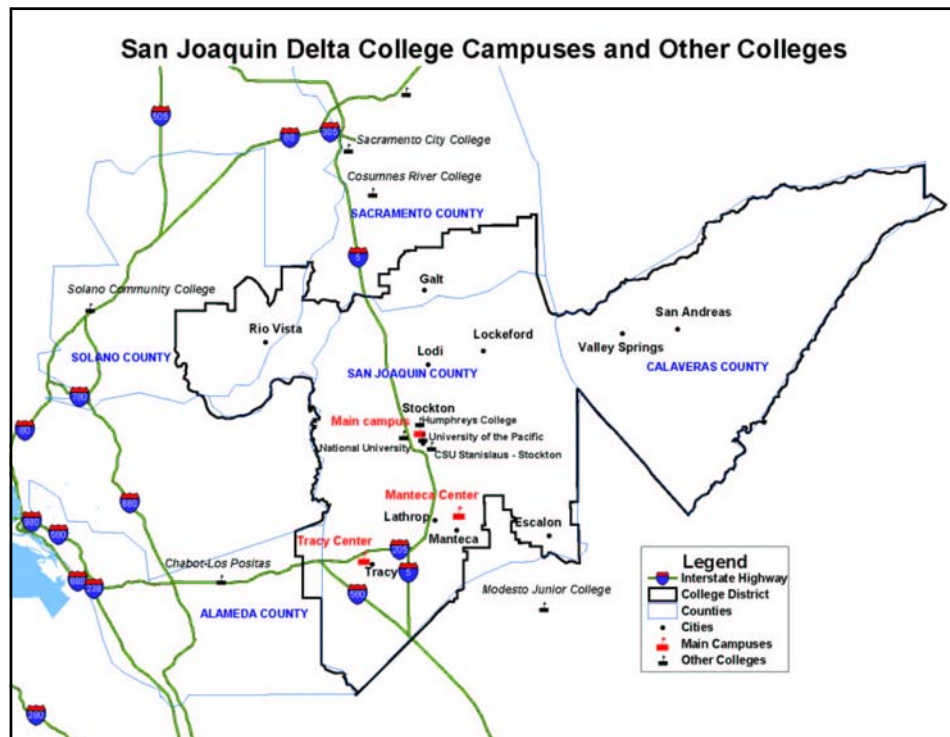 San Joaquin Delta College Campuses and Other Colleges
505
80
305
Sacramento City College
Cosumnes River College
SACRAMENTO COUNTY
5
Galt
Solano Community College
Rio Vista
San Andreas
Lockeford
Valley Springs
SOLANO COUNTY
Lodi
SAN JOAQUIN COUNTY
CALAVERAS COUNTY
780
Stockton
Main campus
Humphreys College
80
University of the Pacific
National University
CSU Stanislaus - Stockton
Manteca Center
680
Lathrop
Escalon
980
Manteca
580
Tracy Center
205
Chabot-Los Positas
Tracy
5
880
238
580
Modesto Junior College
ALAMEDA COUNTY
280
Legend
Interstate Highway
College District
Counties
Cities
Main Campuses
Other Colleges